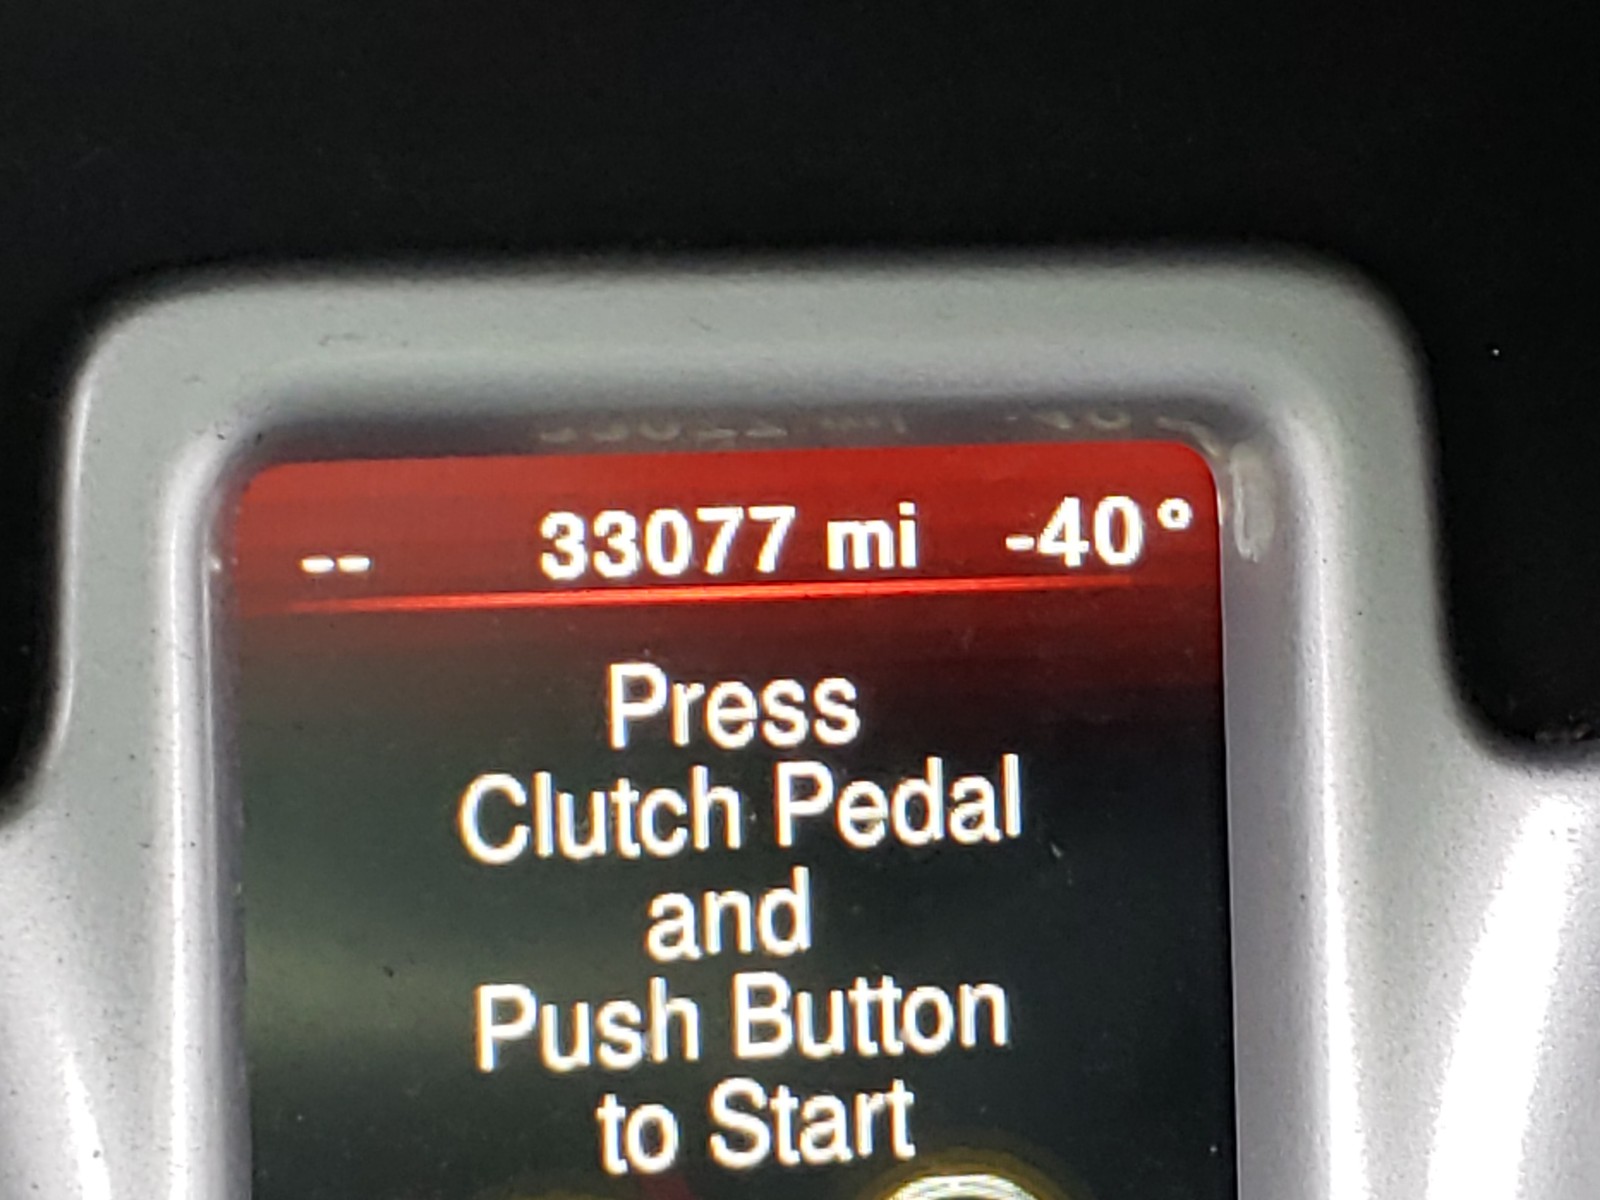 -- 33077 mi -40°
Press
Clutch Pedal
and
Push Button
to Start